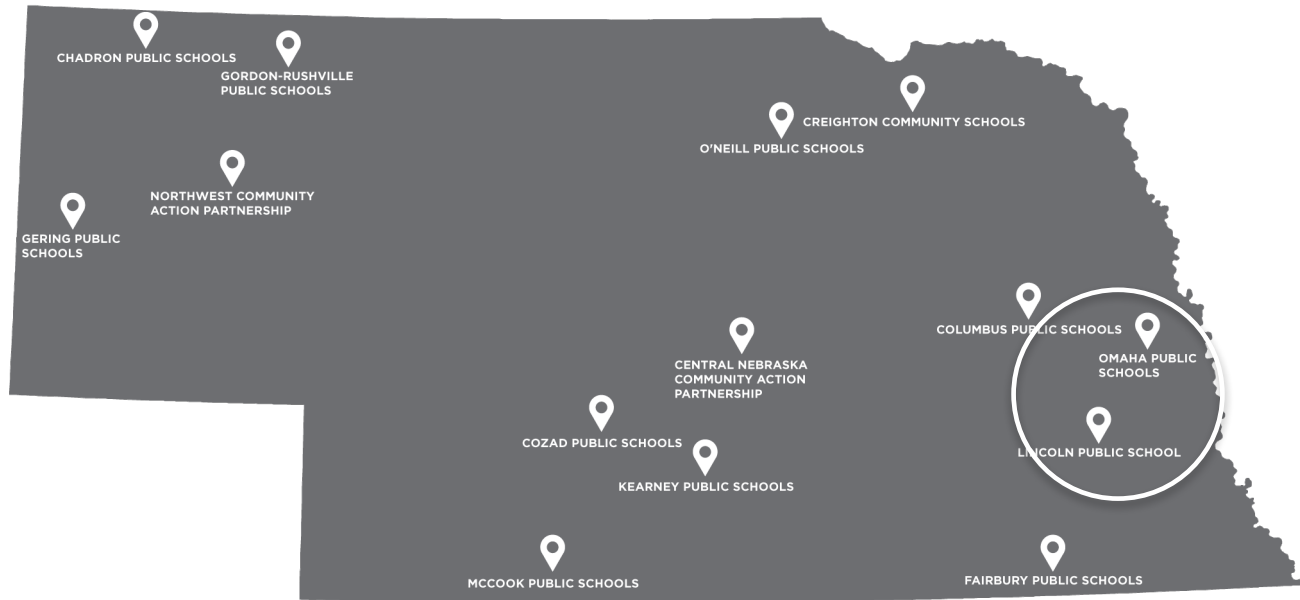 CHADRON PUBLIC SCHOOLS
GORDON-RUSHVILLE
PUBLIC SCHOOLS
CREIGHTON COMMUNITY SCHOOLS
O'NEILL PUBLIC SCHOOLS
NORTHWEST COMMUNITY
ACTION PARTNERSHIP
GERING PUBLIC
SCHOOLS
COLUMBUS PUBLIC SCHOOLS
OMAHA PUBLIC
SCHOOLS
CENTRAL NEBRASKA
COMMUNITY ACTION
PARTNERSHIP
COZAD PUBLIC SCHOOLS
LINCOLN PUBLIC SCHOOL
KEARNEY PUBLIC SCHOOLS
MCCOOK PUBLIC SCHOOLS
FAIRBURY PUBLIC SCHOOLS